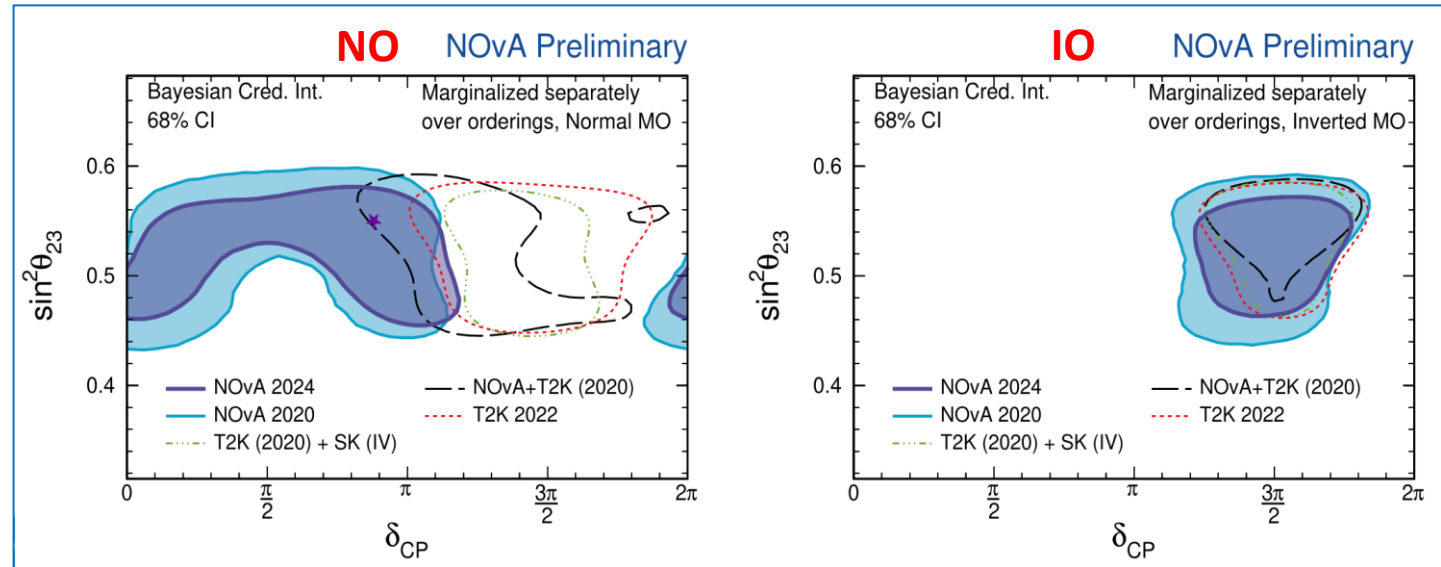 NO NOvA Preliminary
Bayesian Cred. Int.
68% CI
Marginalized separately
over orderings, Normal MO
0.6
0.5
0.4
sin²θ₂₃
NOvA 2024
NOvA 2020
T2K (2020) + SK (IV)
NOvA+T2K (2020)
T2K 2022
0 π/2 π 3π/2 2π
δCP
IO NOvA Preliminary
Bayesian Cred. Int.
68% CI
Marginalized separately
over orderings, Inverted MO
0.6
0.5
0.4
sin²θ₂₃
NOvA 2024
NOvA 2020
T2K (2020) + SK (IV)
NOvA+T2K (2020)
T2K 2022
0 π/2 π 3π/2 2π
δCP